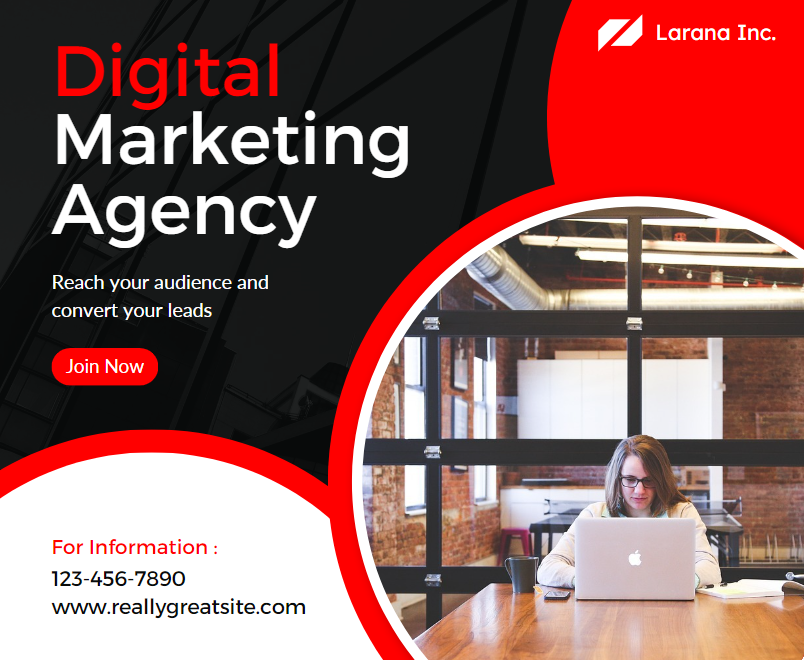 Larana Inc.
Digital
Marketing
Agency
Reach your audience and
convert your leads
Join Now
For Information :
123-456-7890
www.reallygreatsite.com